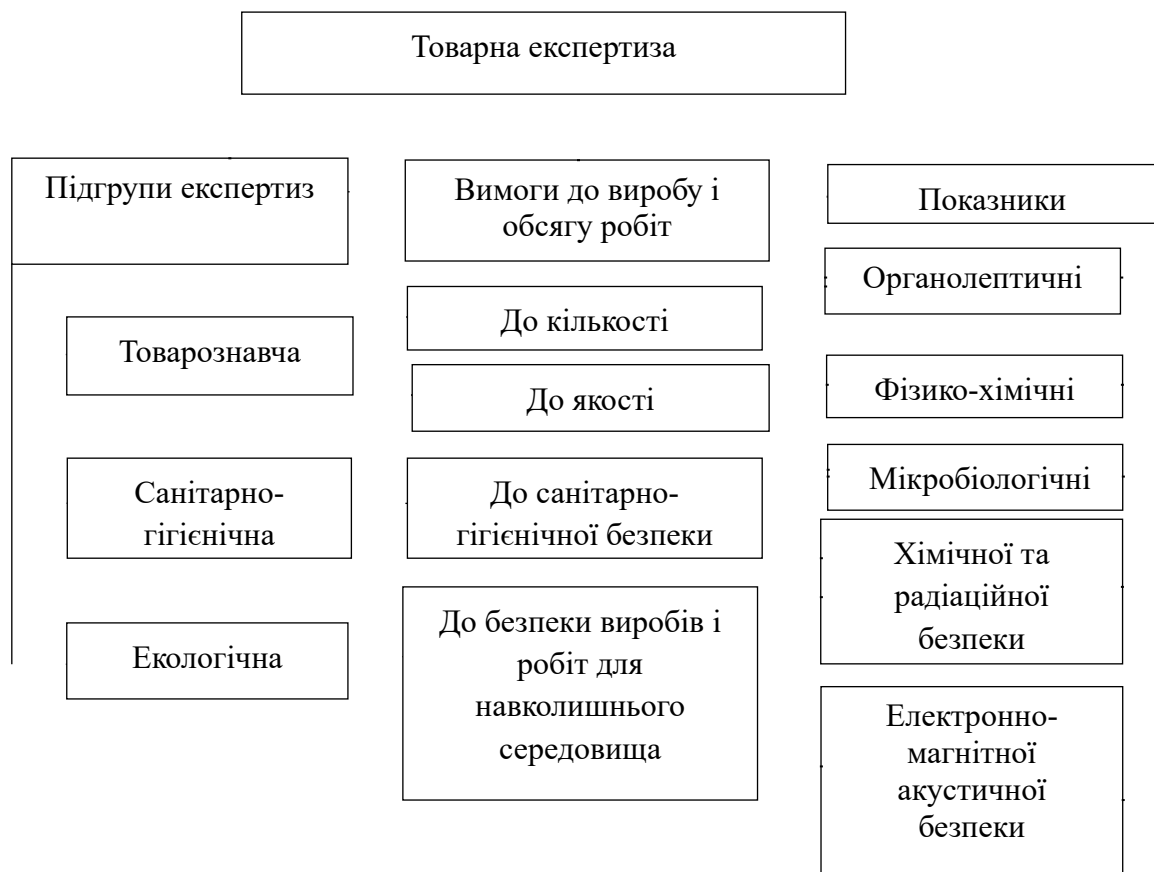 Товарна експертиза
Підгрупи експертиз
Товарознавча
Санітарно-
гігієнічна
Екологічна
Вимоги до виробу і
обсягу робіт
До кількості
До якості
До санітарно-
гігієнічної безпеки
До безпеки виробів і
робіт для
навколишнього
середовища
Показники
Органолептичні
Фізико-хімічні
Мікробіологічні
Хімічної та
радіаційної
безпеки
Електронно-
магнітної
акустичної
безпеки